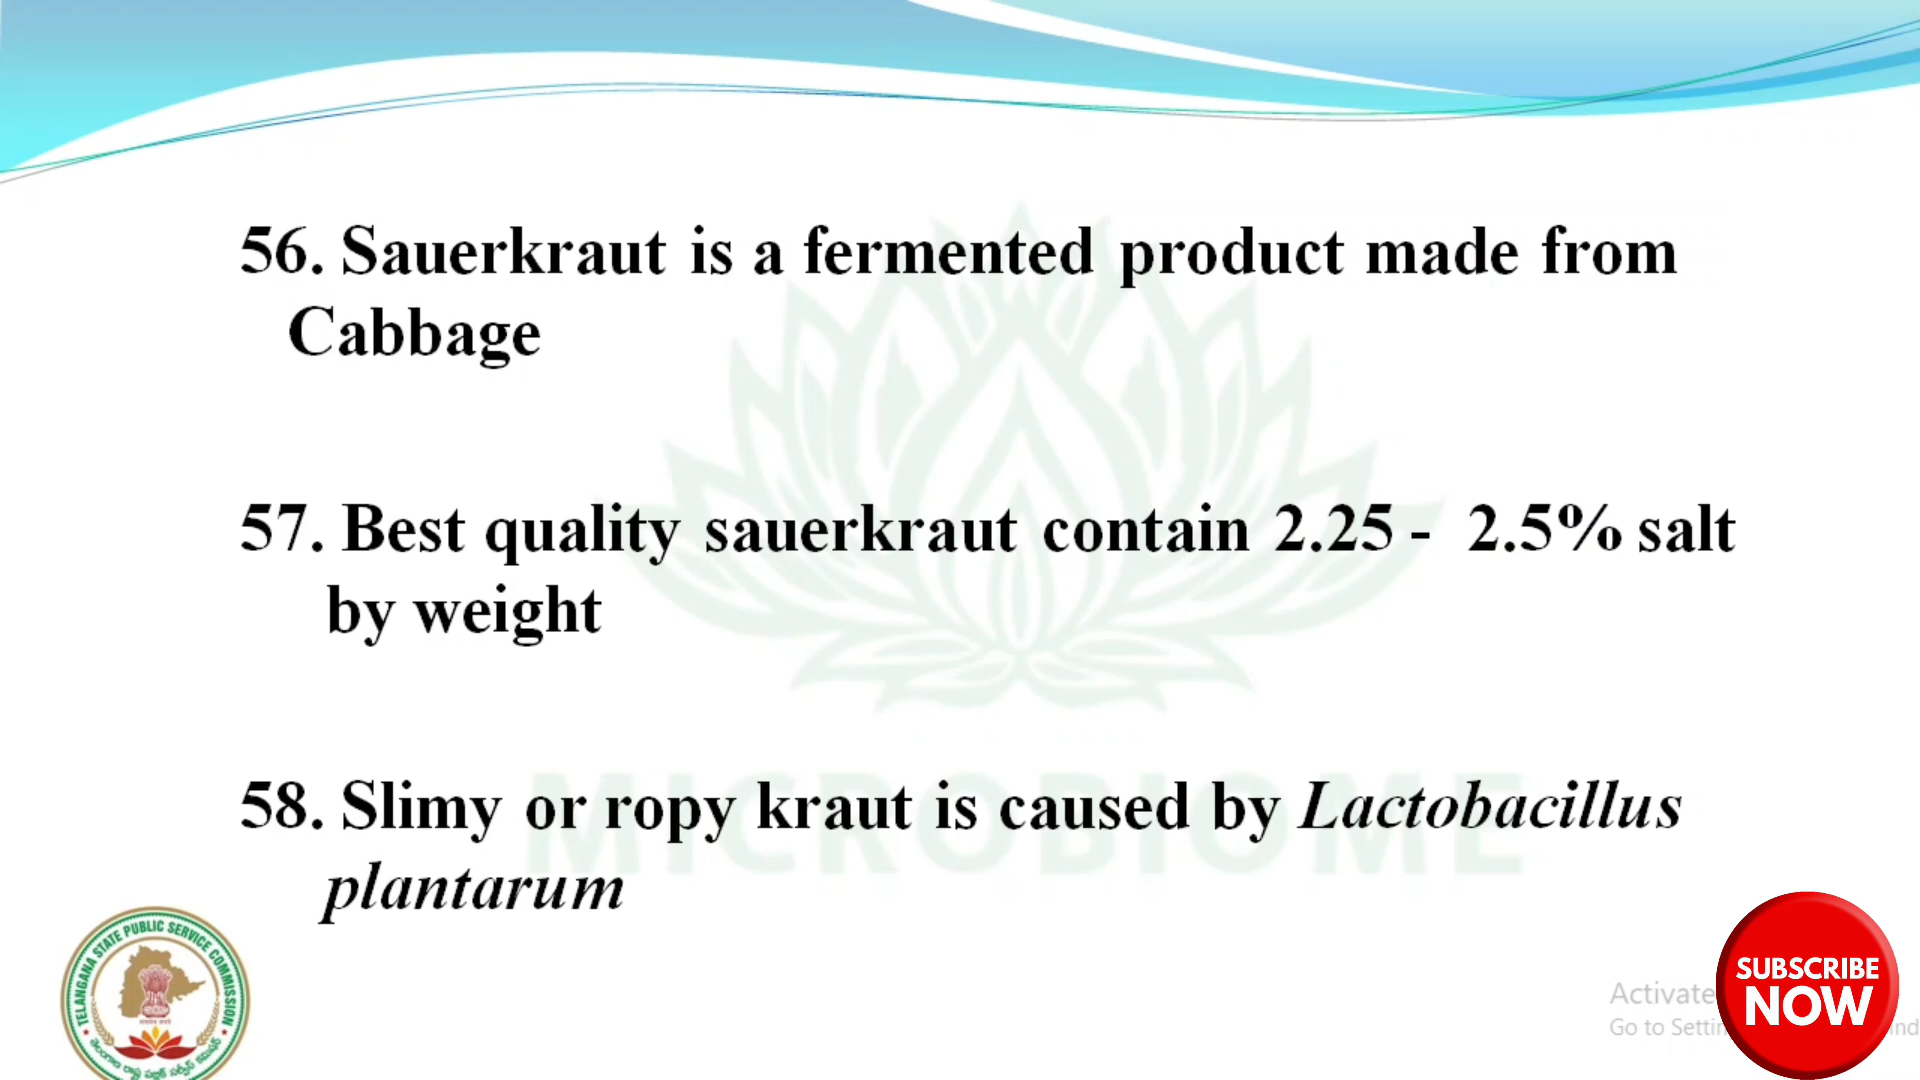 56. Sauerkraut is a fermented product made from
Cabbage
57. Best quality sauerkraut contain 2.25 - 2.5% salt
by weight
58. Slimy or ropy kraut is caused by Lactobacillus
plantarum
MICROBIOME
TELANGANA STATE PUBLIC SERVICE COMMISSION
Activate
Go to Settin
SUBSCRIBE
NOW